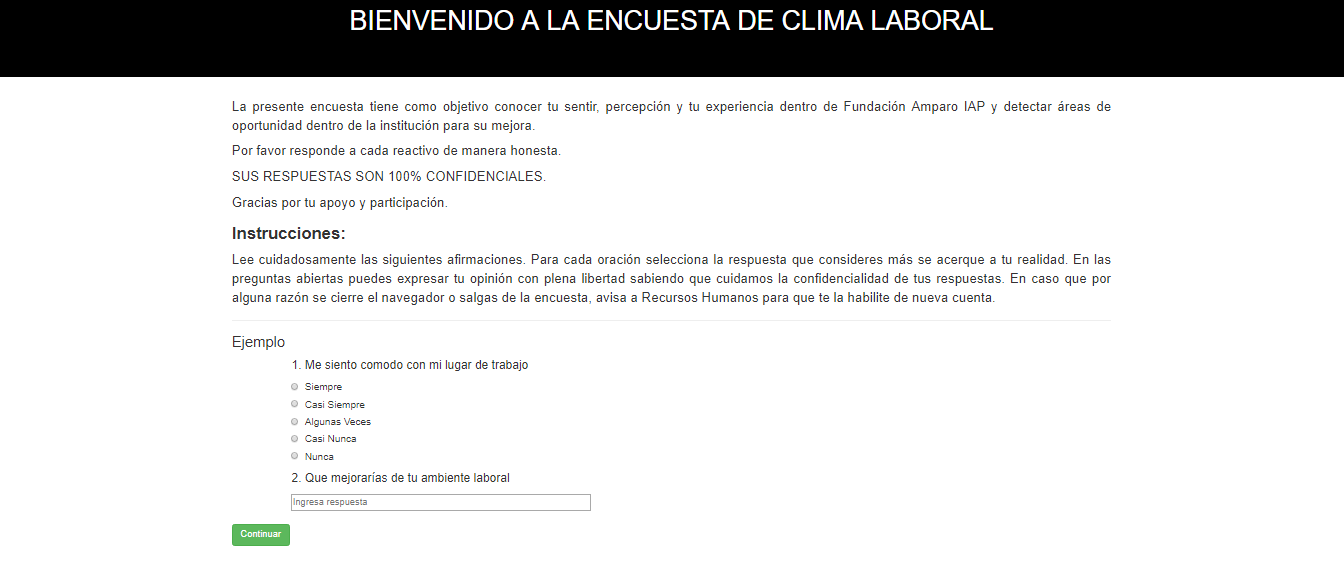 BIENVENIDO A LA ENCUESTA DE CLIMA LABORAL
La presente encuesta tiene como objetivo conocer tu sentir, percepción y tu experiencia dentro de Fundación Amparo IAP y detectar áreas de
oportunidad dentro de la institución para su mejora.
Por favor responde a cada reactivo de manera honesta.
SUS RESPUESTAS SON 100% CONFIDENCIALES.
Gracias por tu apoyo y participación.
Instrucciones:
Lee cuidadosamente las siguientes afirmaciones. Para cada oración selecciona la respuesta que consideres más se acerque a tu realidad. En las
preguntas abiertas puedes expresar tu opinión con plena libertad sabiendo que cuidamos la confidencialidad de tus respuestas. En caso que por
alguna razón se cierre el navegador o salgas de la encuesta, avisa a Recursos Humanos para que te la habilite de nueva cuenta.
Ejemplo
1. Me siento comodo con mi lugar de trabajo
Siempre
Casi Siempre
Algunas Veces
Casi Nunca
Nunca
2. Que mejorarías de tu ambiente laboral
Ingresa respuesta
Continuar